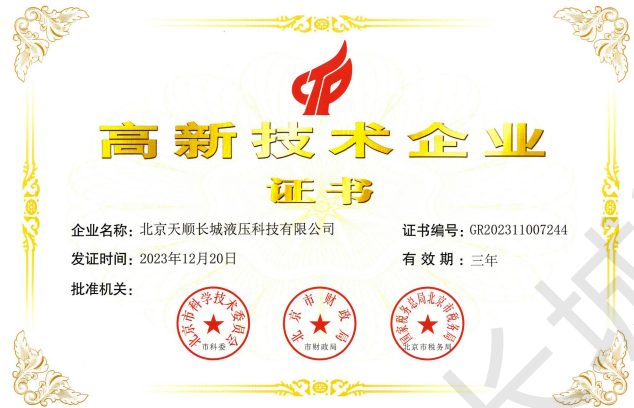 高新技术企业
证书
企业名称：北京天顺长城液压科技有限公司
证书编号：GR202311007244
发证时间：2023年12月20日
有效期：三年
批准机关：
北京市科学技术委员会
市科委
北京市财政局
市财政局
国家税务总局北京市税务局
北京市税务局
长城